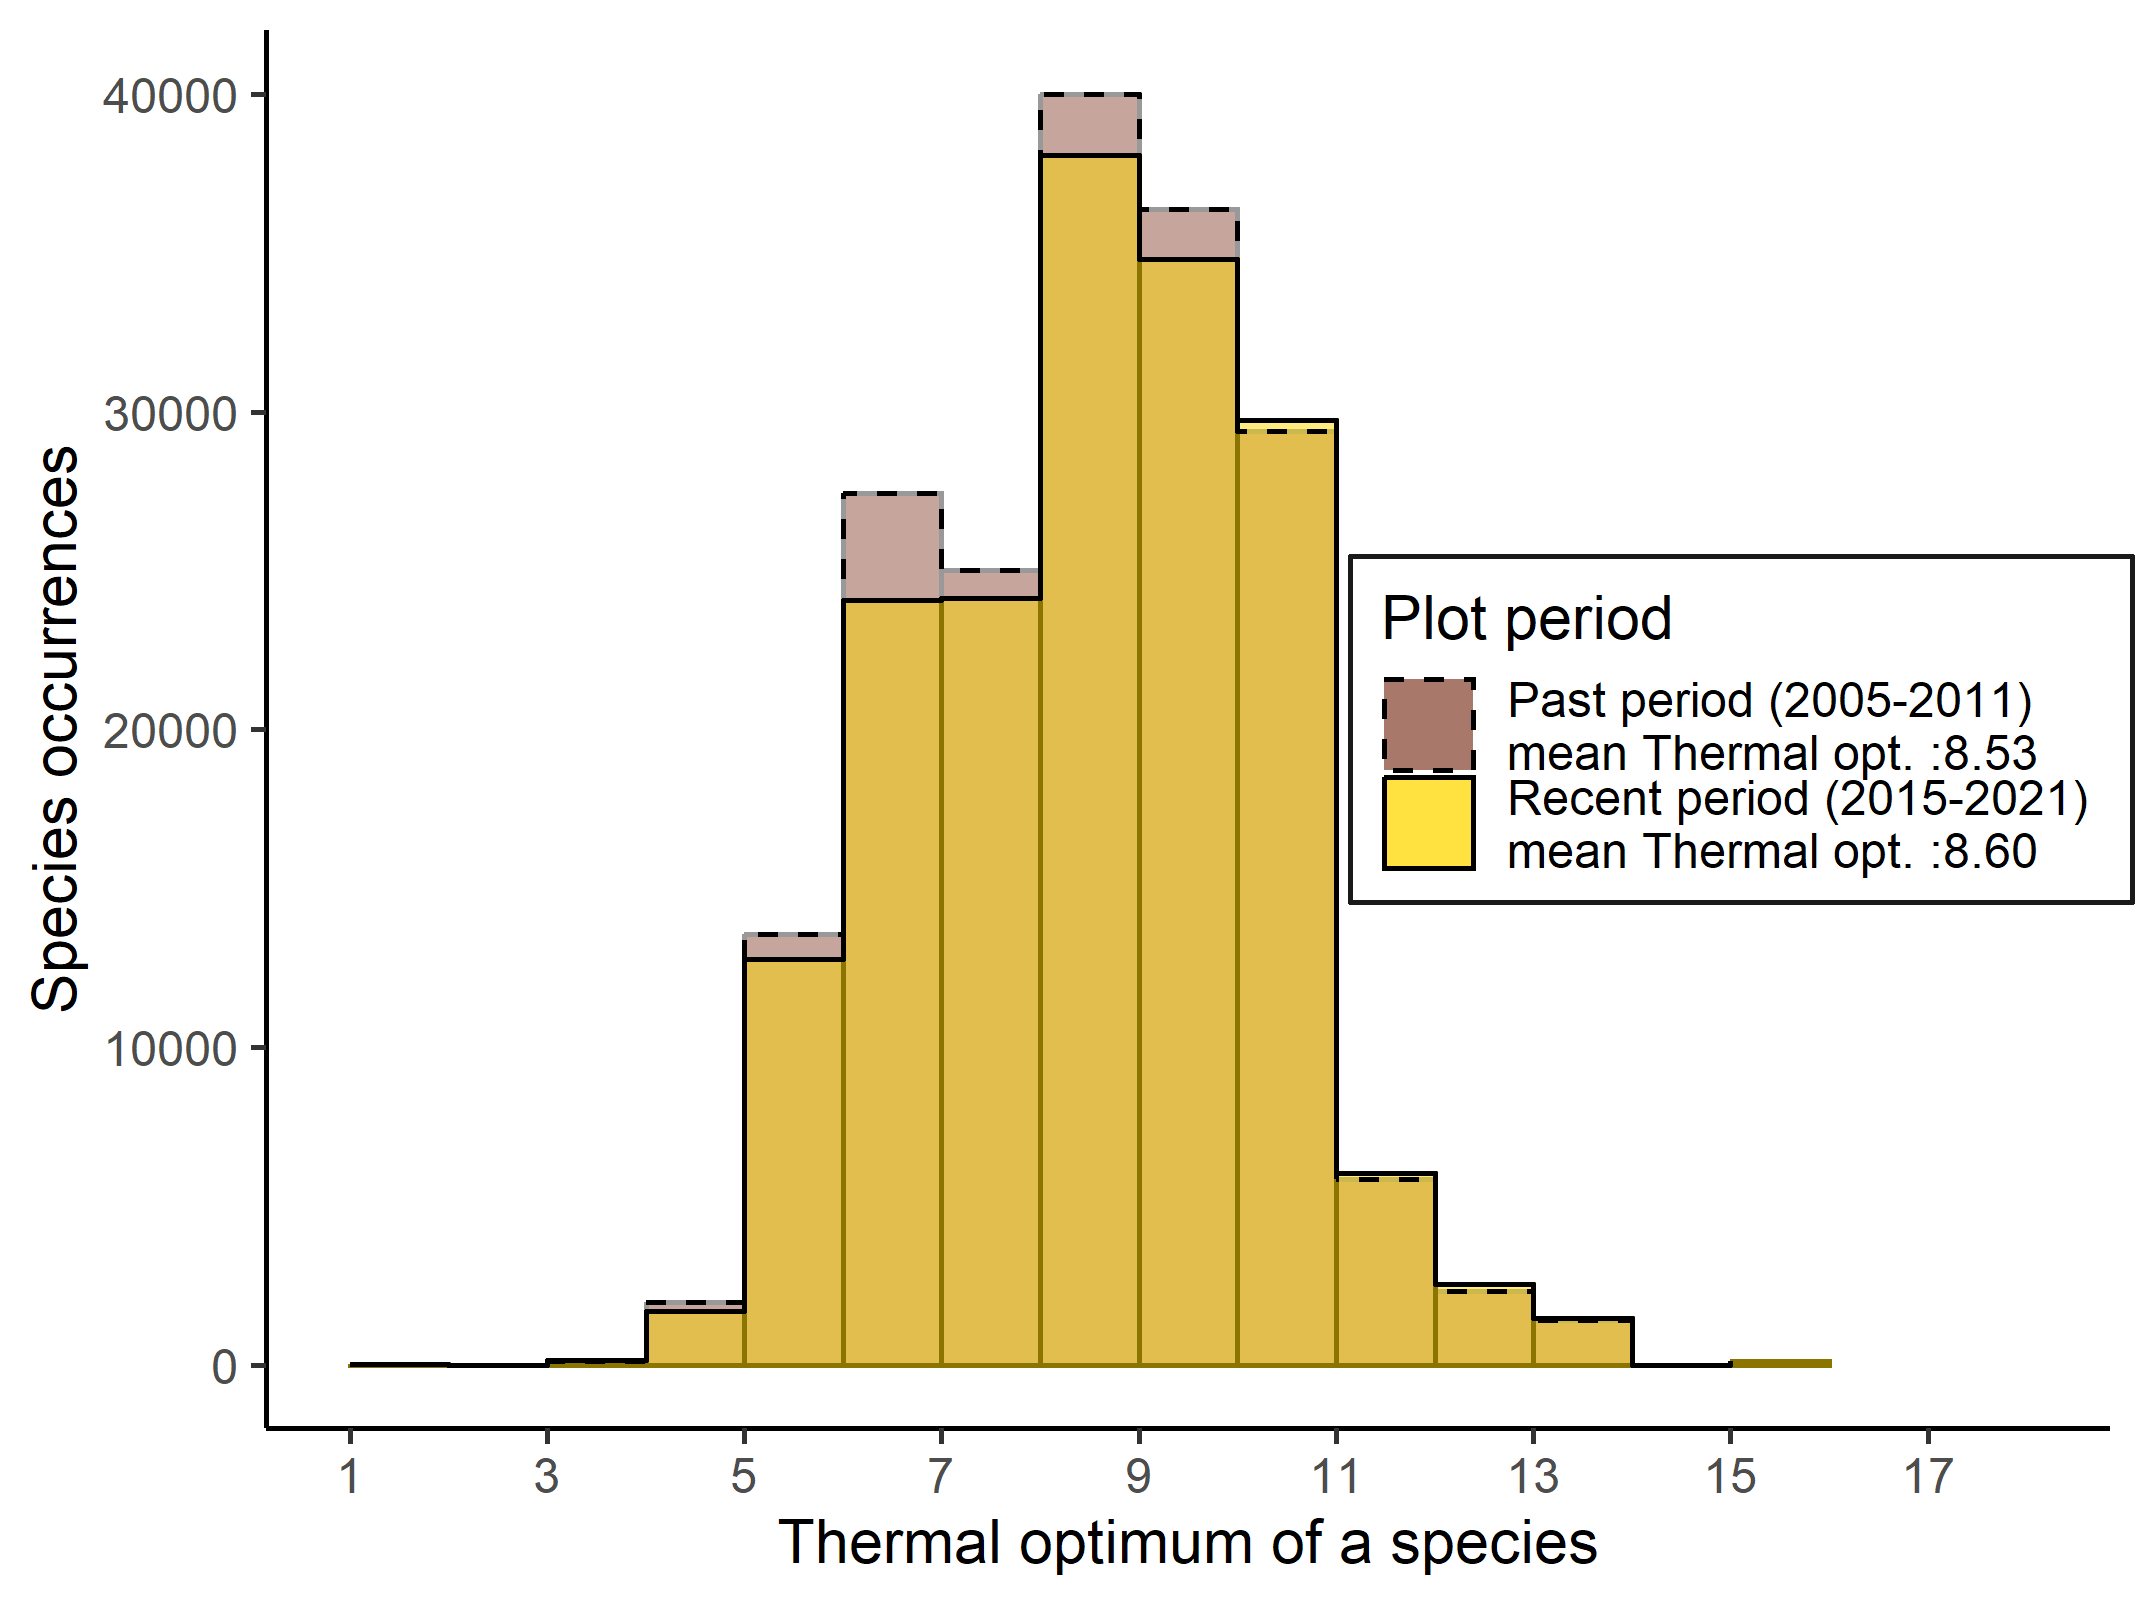 Species occurrences
40000
30000
20000
10000
0
Plot period
Past period (2005-2011)
mean Thermal opt. :8.53
Recent period (2015-2021)
mean Thermal opt. :8.60
1 3 5 7 9 11 13 15 17
Thermal optimum of a species